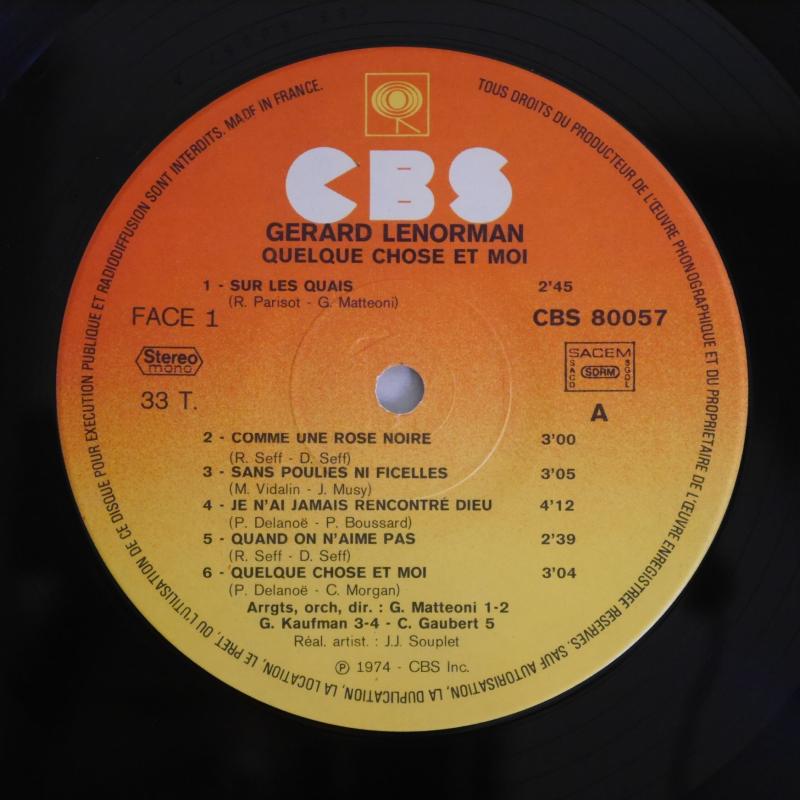 TOUS DROITS DU PRODUCTEUR DE L'ŒUVRE PHONOGRAPHIQUE ET DU PROPRIETAIRE DE L'ŒUVRE ENREGISTREE RESERVES. SAUF AUTORISATION, LA DUPLICATION, LA LOCATION, LE PRET, OU L'UTILISATION DE CE DISQUE POUR EXECUTION PUBLIQUE ET RADIODIFFUSION SONT INTERDITS. MADE IN FRANCE.
CBS
GERARD LENORMAN
QUELQUE CHOSE ET MOI
1 - SUR LES QUAIS 2'45
(R. Parisot - G. Matteoni)
FACE 1 CBS 80057
Stereo
mono
SACEM
SACD SDRM SGDL
33 T. A
2 - COMME UNE ROSE NOIRE 3'00
(R. Seff - D. Seff)
3 - SANS POULIES NI FICELLES 3'05
(M. Vidalin - J. Musy)
4 - JE N'AI JAMAIS RENCONTRÉ DIEU 4'12
(P. Delanoë - P. Boussard)
5 - QUAND ON N'AIME PAS 2'39
(R. Seff - D. Seff)
6 - QUELQUE CHOSE ET MOI 3'04
(P. Delanoë - C. Morgan)
Arrgts, orch, dir. : G. Matteoni 1-2
G. Kaufman 3-4 - C. Gaubert 5
Réal. artist. : J.J. Souplet
℗ 1974 - CBS Inc.